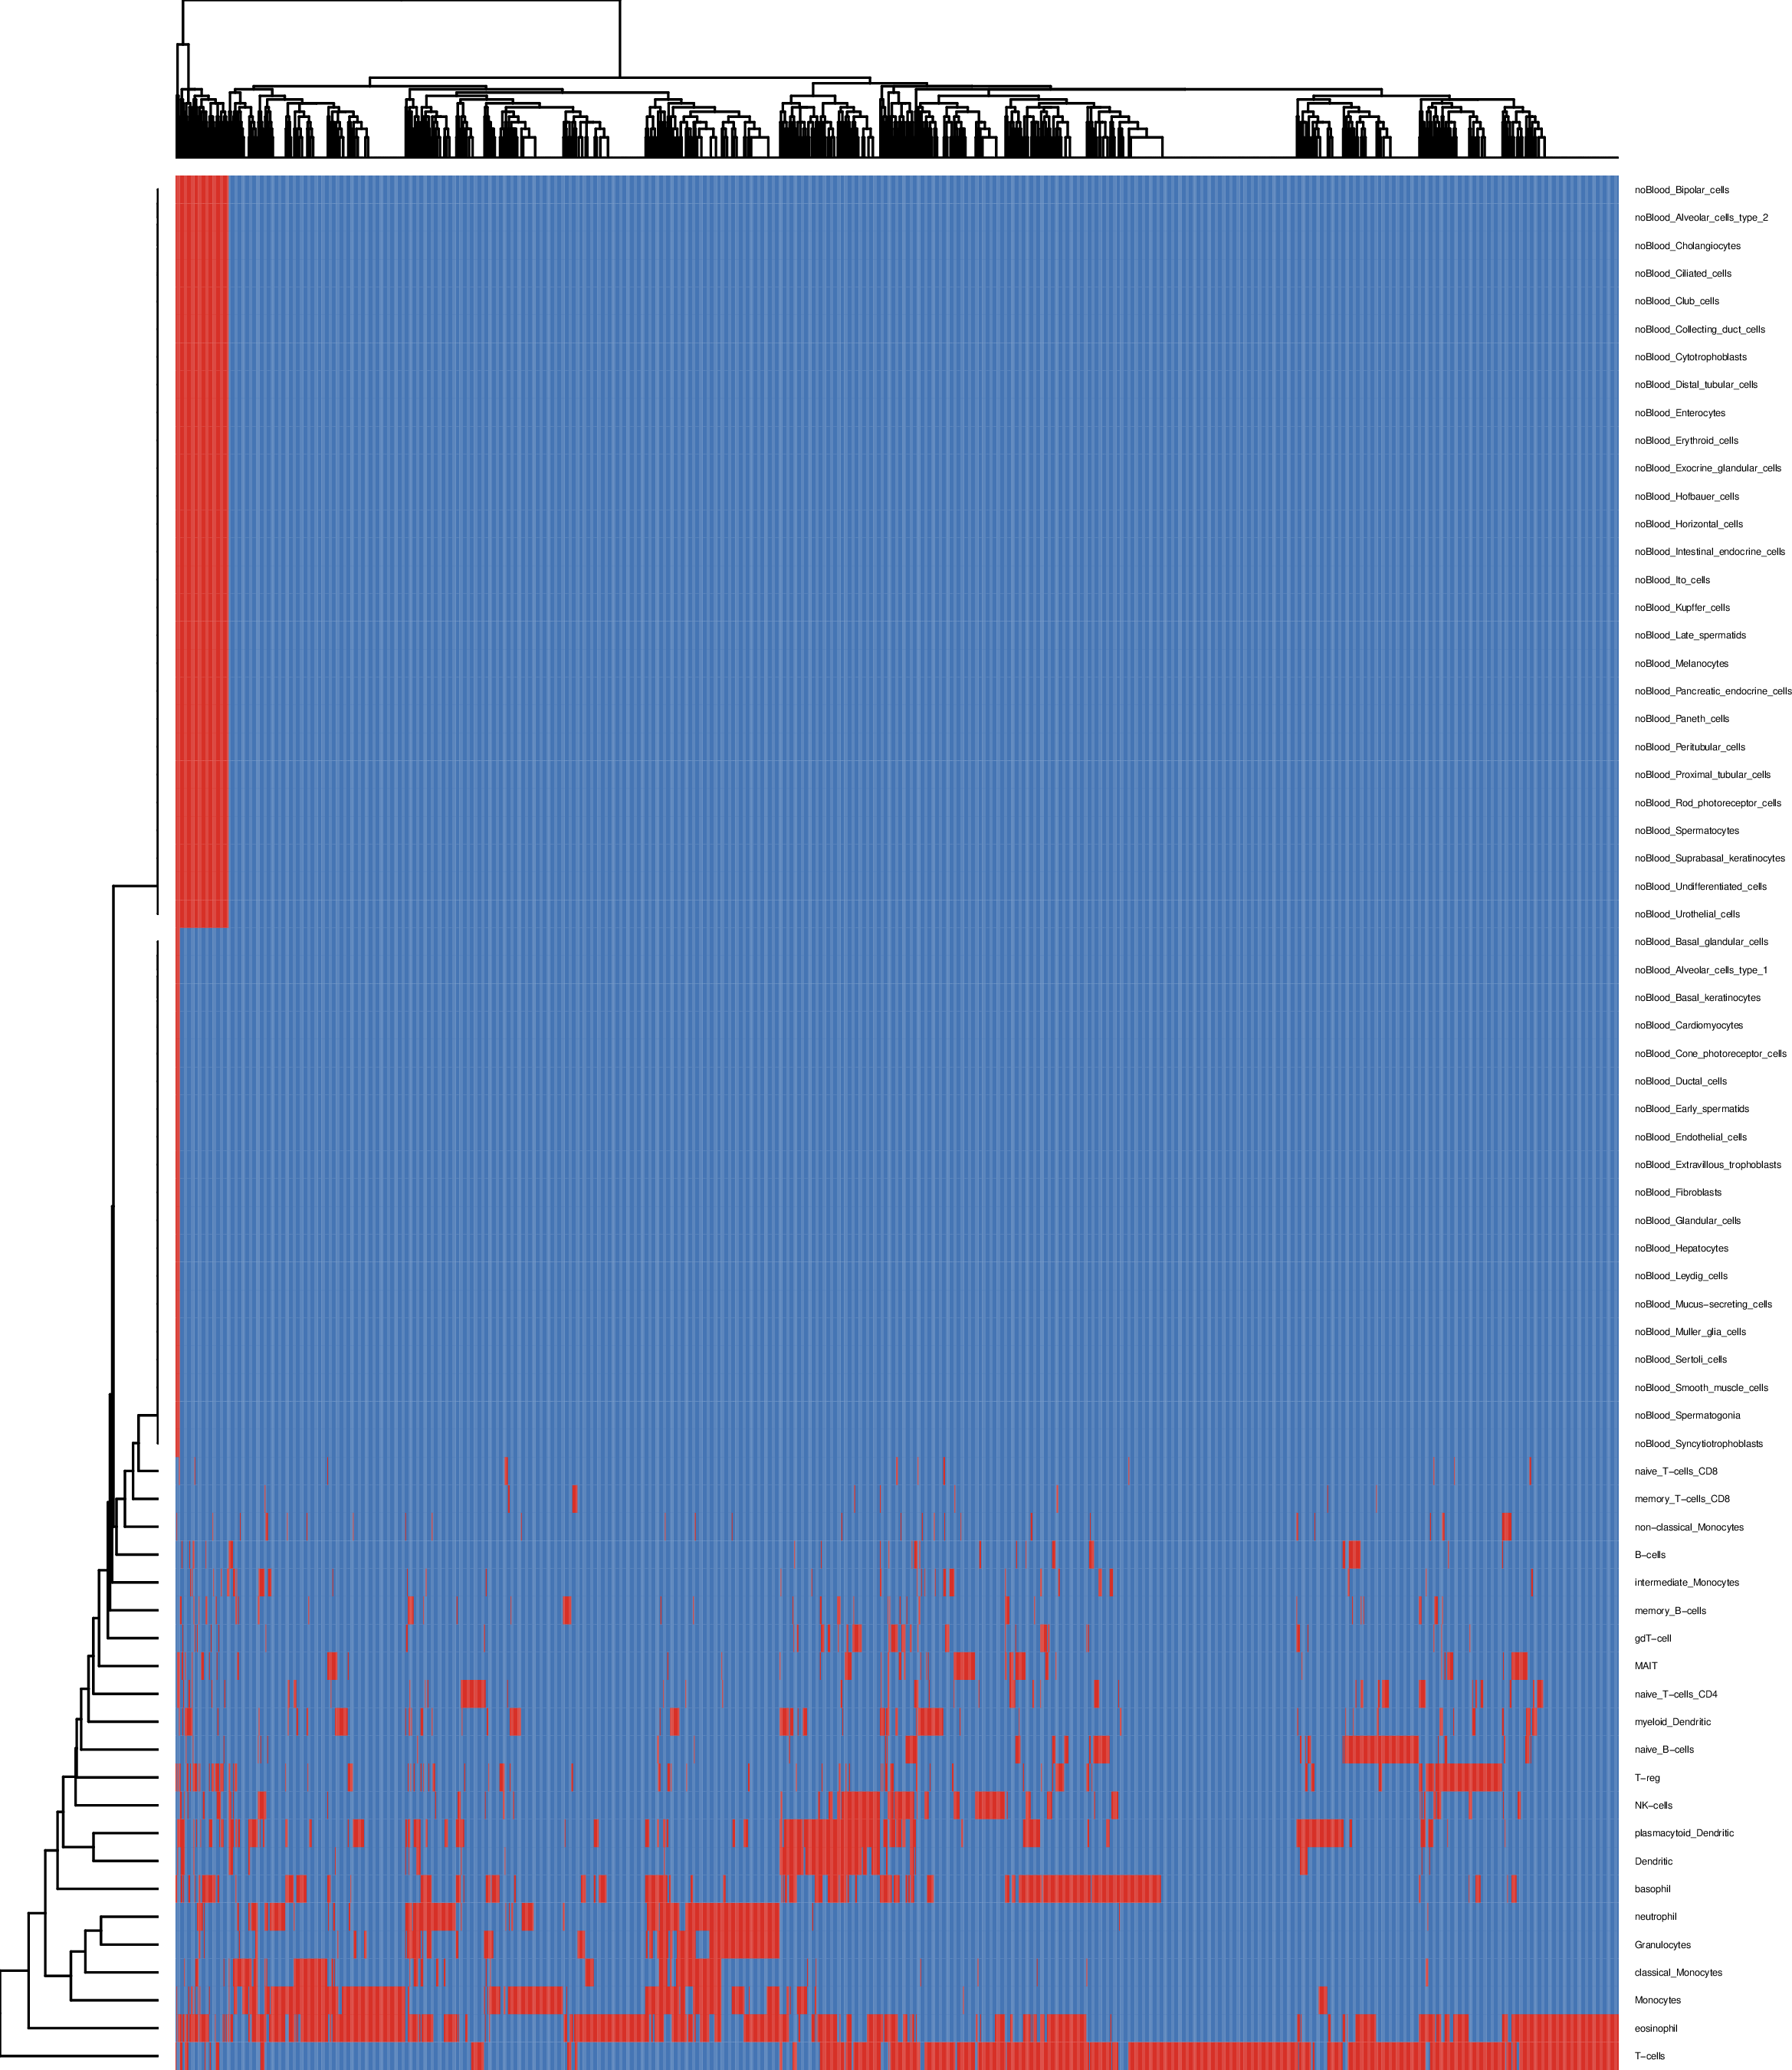 noBlood_Bipolar_cells
noBlood_Alveolar_cells_type_2
noBlood_Cholangiocytes
noBlood_Ciliated_cells
noBlood_Club_cells
noBlood_Collecting_duct_cells
noBlood_Cytotrophoblasts
noBlood_Distal_tubular_cells
noBlood_Enterocytes
noBlood_Erythroid_cells
noBlood_Exocrine_glandular_cells
noBlood_Hofbauer_cells
noBlood_Horizontal_cells
noBlood_Intestinal_endocrine_cells
noBlood_Ito_cells
noBlood_Kupffer_cells
noBlood_Late_spermatids
noBlood_Melanocytes
noBlood_Pancreatic_endocrine_cells
noBlood_Paneth_cells
noBlood_Peritubular_cells
noBlood_Proximal_tubular_cells
noBlood_Rod_photoreceptor_cells
noBlood_Spermatocytes
noBlood_Suprabasal_keratinocytes
noBlood_Undifferentiated_cells
noBlood_Urothelial_cells
noBlood_Basal_glandular_cells
noBlood_Alveolar_cells_type_1
noBlood_Basal_keratinocytes
noBlood_Cardiomyocytes
noBlood_Cone_photoreceptor_cells
noBlood_Ductal_cells
noBlood_Early_spermatids
noBlood_Endothelial_cells
noBlood_Extravillous_trophoblasts
noBlood_Fibroblasts
noBlood_Glandular_cells
noBlood_Hepatocytes
noBlood_Leydig_cells
noBlood_Mucus−secreting_cells
noBlood_Muller_glia_cells
noBlood_Sertoli_cells
noBlood_Smooth_muscle_cells
noBlood_Spermatogonia
noBlood_Syncytiotrophoblasts
naive_T−cells_CD8
memory_T−cells_CD8
non−classical_Monocytes
B−cells
intermediate_Monocytes
memory_B−cells
gdT−cell
MAIT
naive_T−cells_CD4
myeloid_Dendritic
naive_B−cells
T−reg
NK−cells
plasmacytoid_Dendritic
Dendritic
basophil
neutrophil
Granulocytes
classical_Monocytes
Monocytes
eosinophil
T−cells